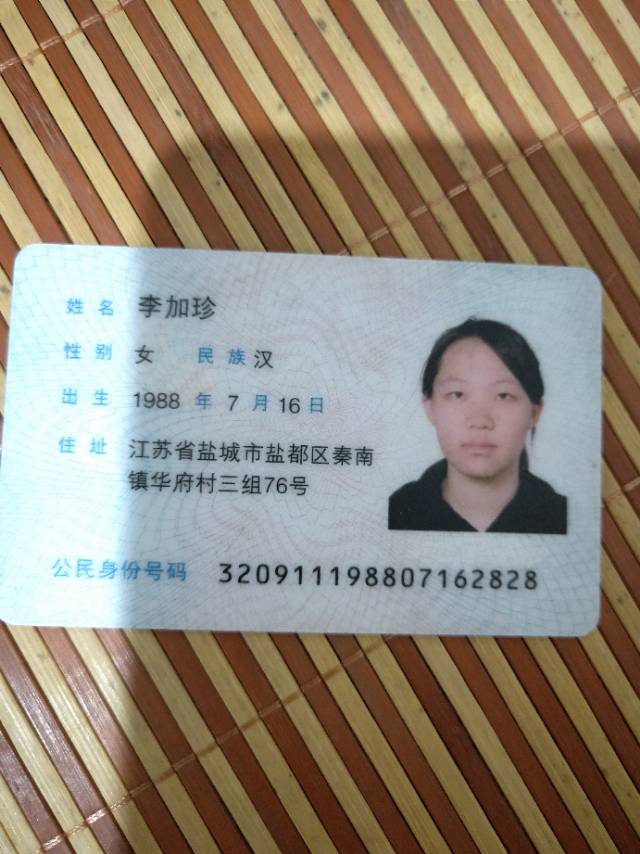 姓名 李加珍
性别 女 民族 汉
出生 1988 年 7 月 16 日
住址 江苏省盐城市盐都区秦南
镇华府村三组76号
公民身份号码 320911198807162828